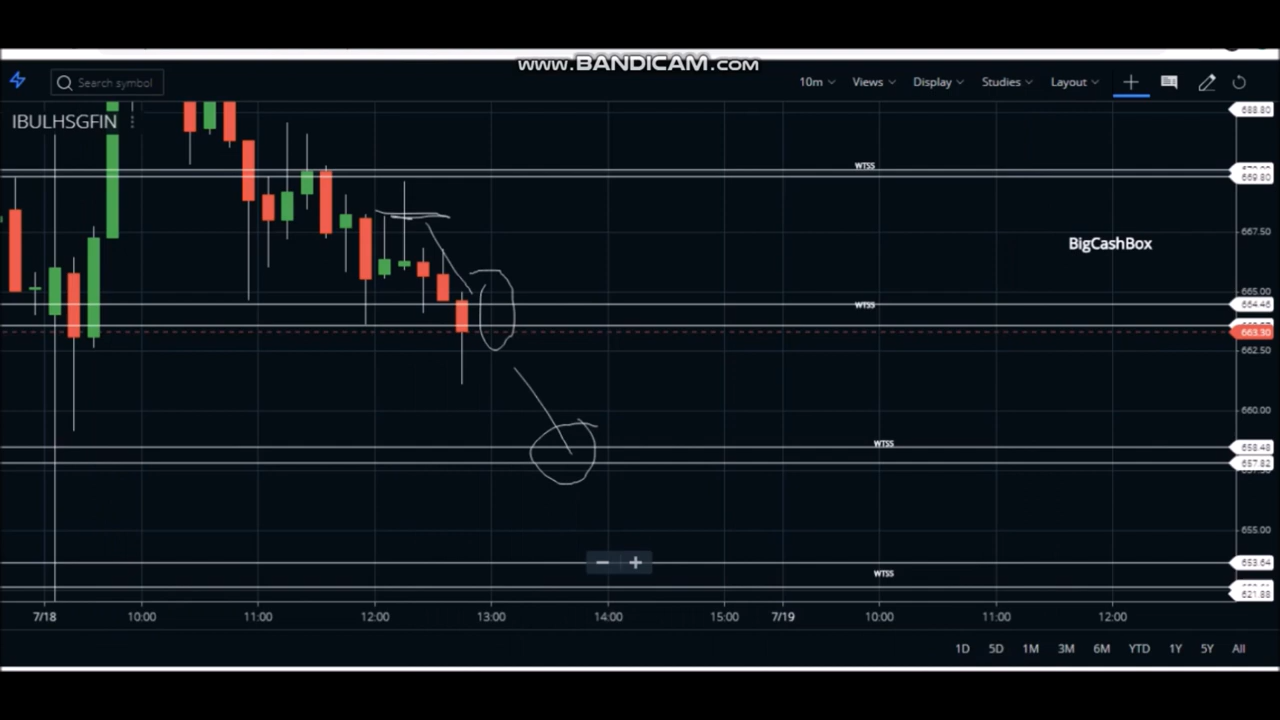 www.BANDICAM.com
Search symbol
10m Views Display Studies Layout
IBULHSGFIN
688.80
WTSS
669.80
667.50
BigCashBox
665.00
664.46
WTSS
663.30
662.50
660.00
WTSS
658.48
657.82
655.00
653.64
WTSS
621.88
7/18 10:00 11:00 12:00 13:00 14:00 15:00 7/19 10:00 11:00 12:00
1D 5D 1M 3M 6M YTD 1Y 5Y All